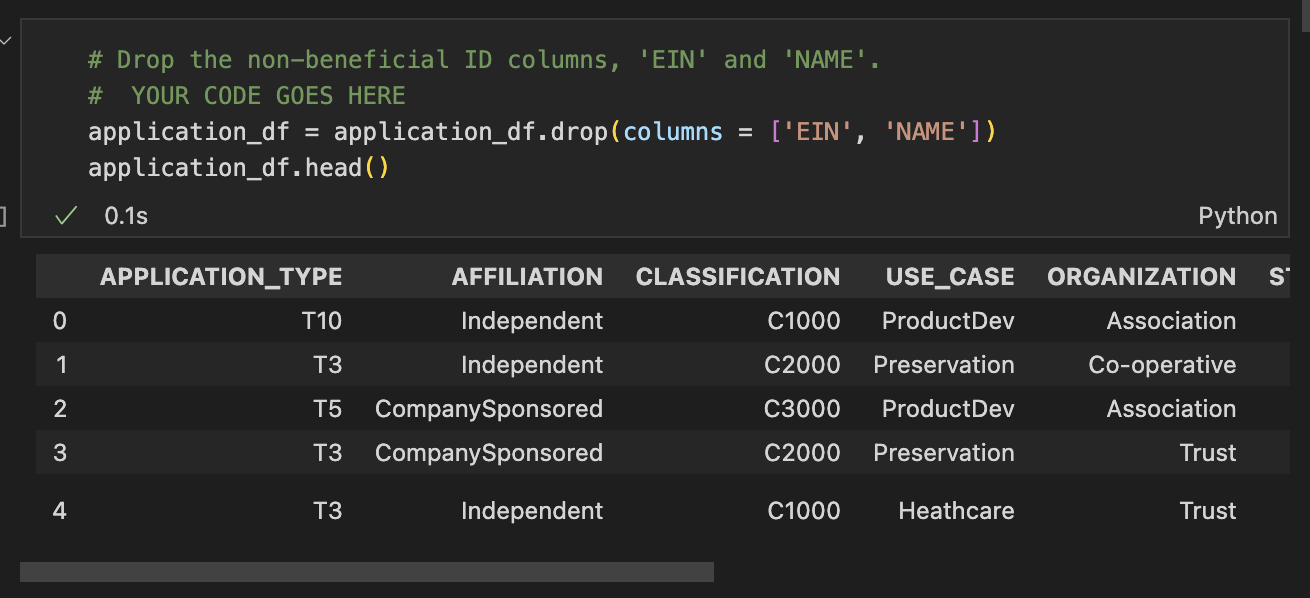 # Drop the non-beneficial ID columns, 'EIN' and 'NAME'.
#  YOUR CODE GOES HERE
application_df = application_df.drop(columns = ['EIN', 'NAME'])
application_df.head()
] ✓ 0.1s Python
APPLICATION_TYPE AFFILIATION CLASSIFICATION USE_CASE ORGANIZATION
0 T10 Independent C1000 ProductDev Association
1 T3 Independent C2000 Preservation Co-operative
2 T5 CompanySponsored C3000 ProductDev Association
3 T3 CompanySponsored C2000 Preservation Trust
4 T3 Independent C1000 Heathcare Trust